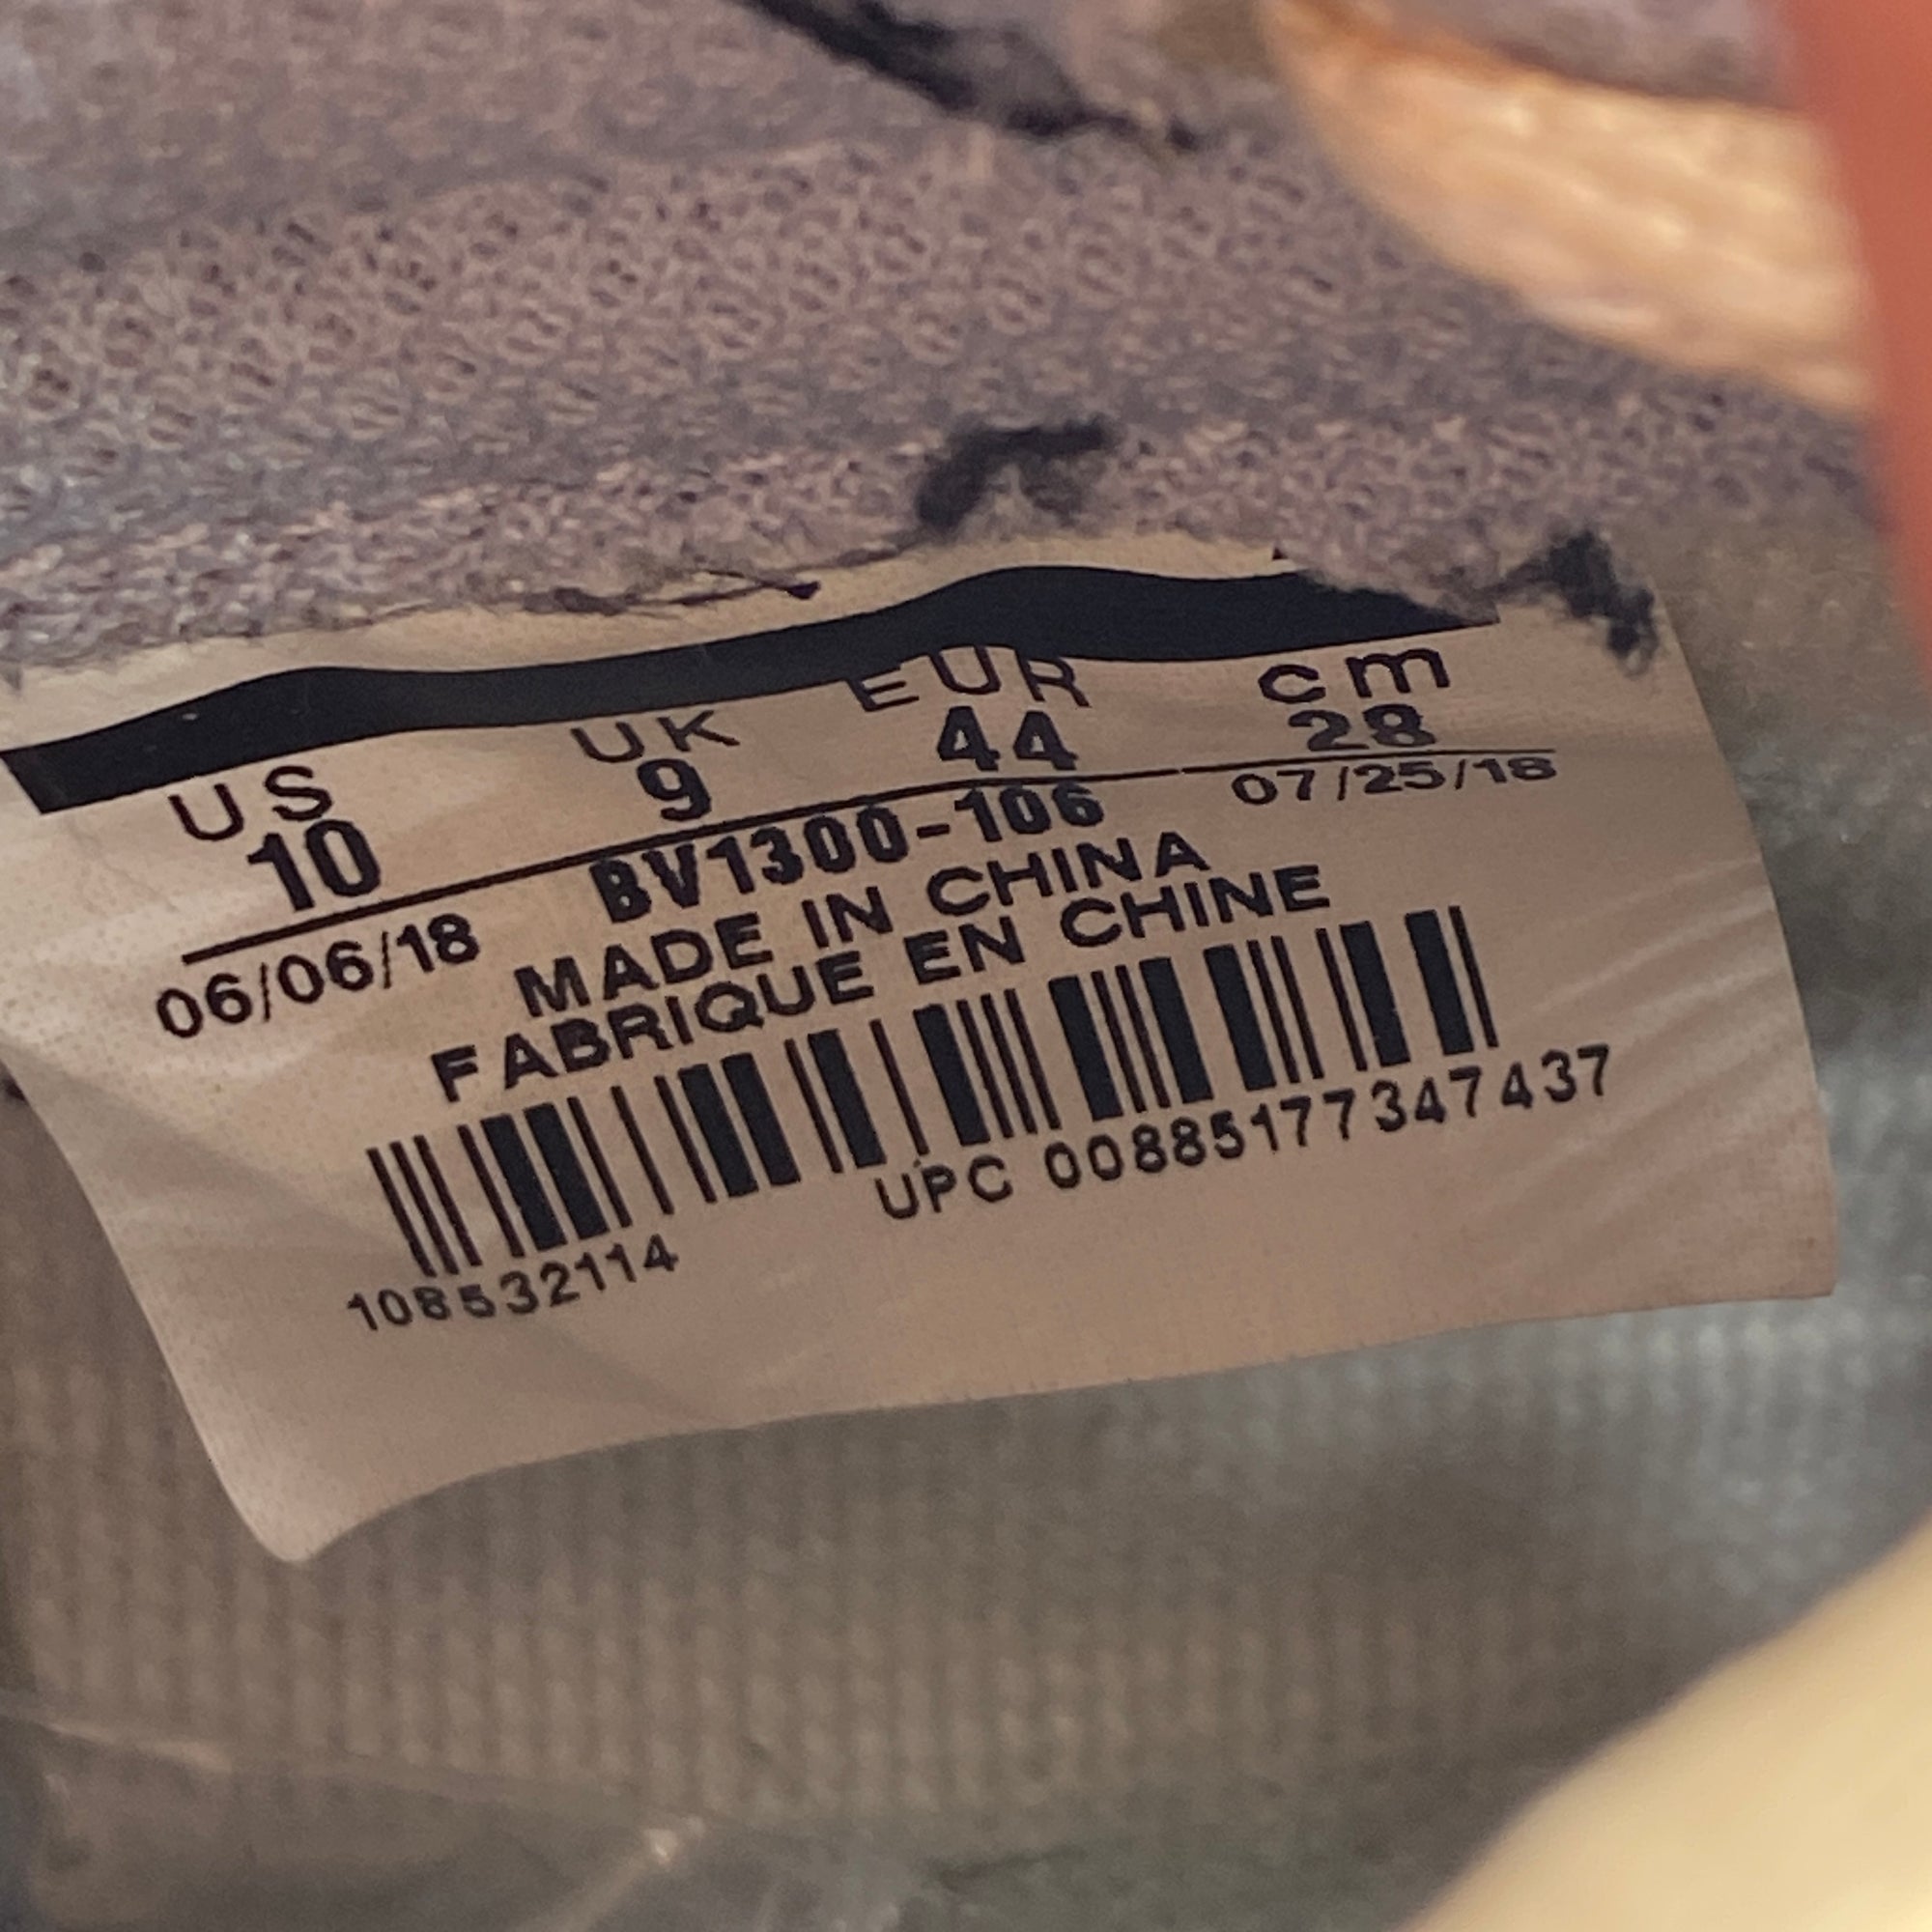 US UK EUR cm
10 9 44 28
06/06/18 BV1300-106 07/25/18
MADE IN CHINA
FABRIQUE EN CHINE
108532114 UPC 00885177347437